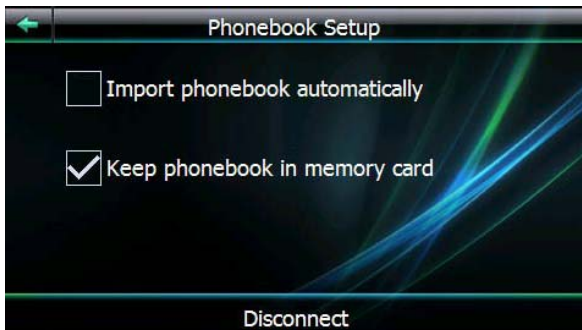 Phonebook Setup
Import phonebook automatically
Keep phonebook in memory card
Disconnect